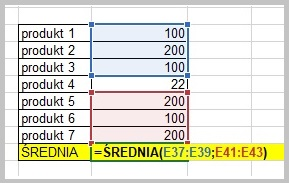 produkt 1 100
produkt 2 200
produkt 3 100
produkt 4 22
produkt 5 200
produkt 6 100
produkt 7 200
ŚREDNIA =ŚREDNIA(E37:E39;E41:E43)